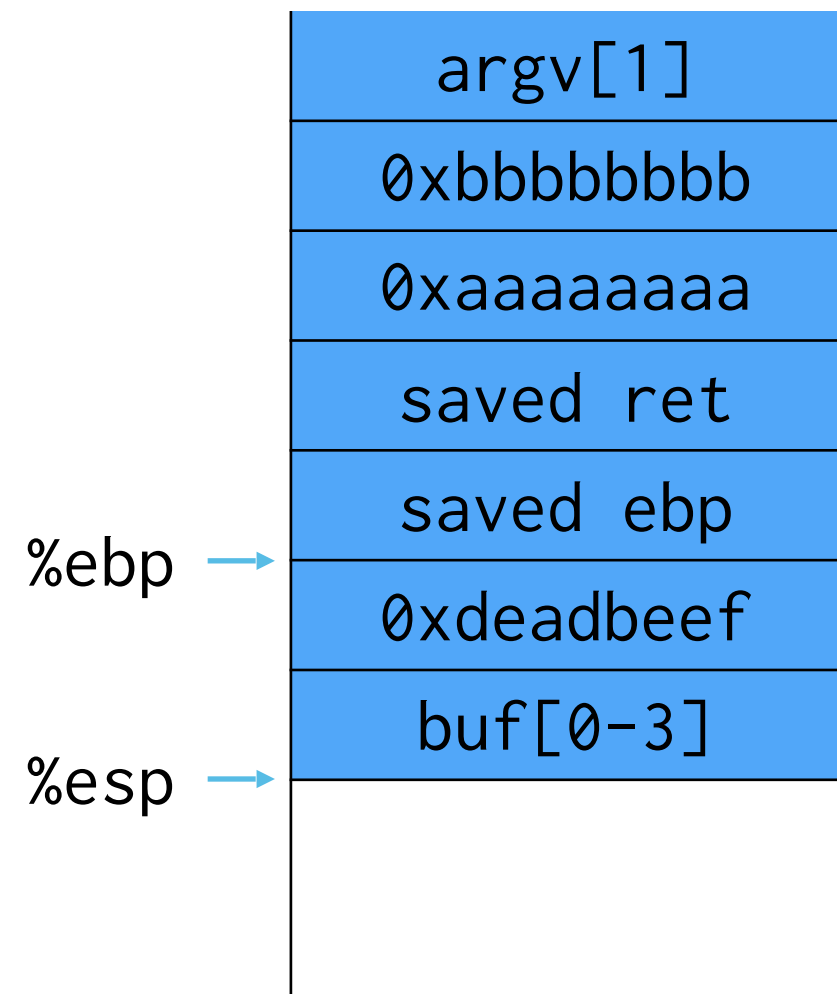 argv[1]
0xbbbbbbbb
0xaaaaaaaa
saved ret
saved ebp
%ebp
0xdeadbeef
buf[0-3]
%esp